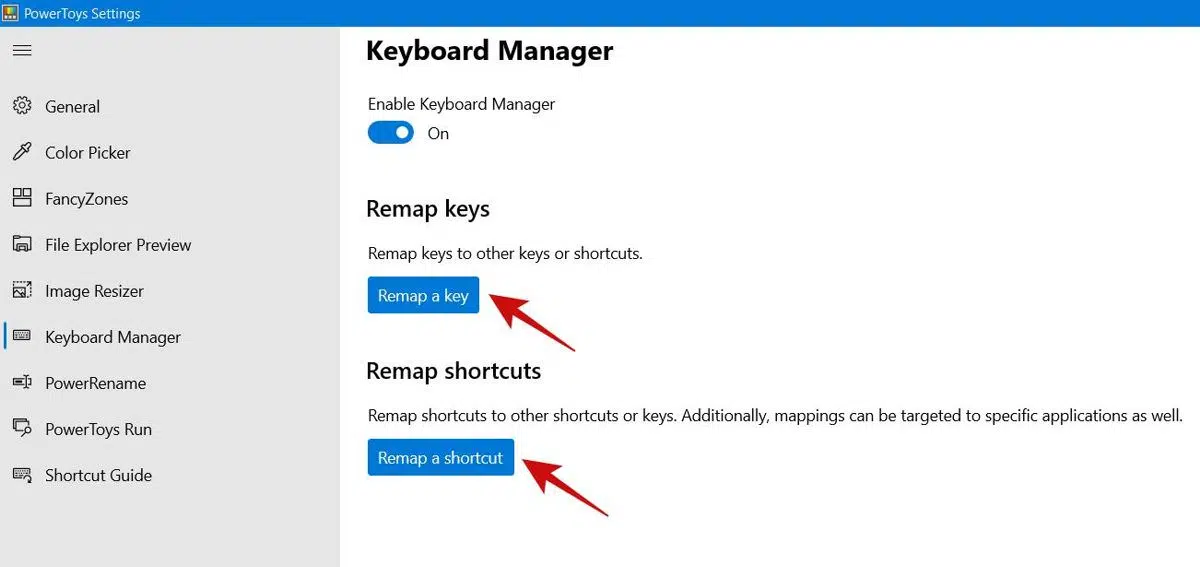 PowerToys Settings
General
Color Picker
FancyZones
File Explorer Preview
Image Resizer
Keyboard Manager
PowerRename
PowerToys Run
Shortcut Guide
Keyboard Manager
Enable Keyboard Manager
On
Remap keys
Remap keys to other keys or shortcuts.
Remap a key
Remap shortcuts
Remap shortcuts to other shortcuts or keys. Additionally, mappings can be targeted to specific applications as well.
Remap a shortcut